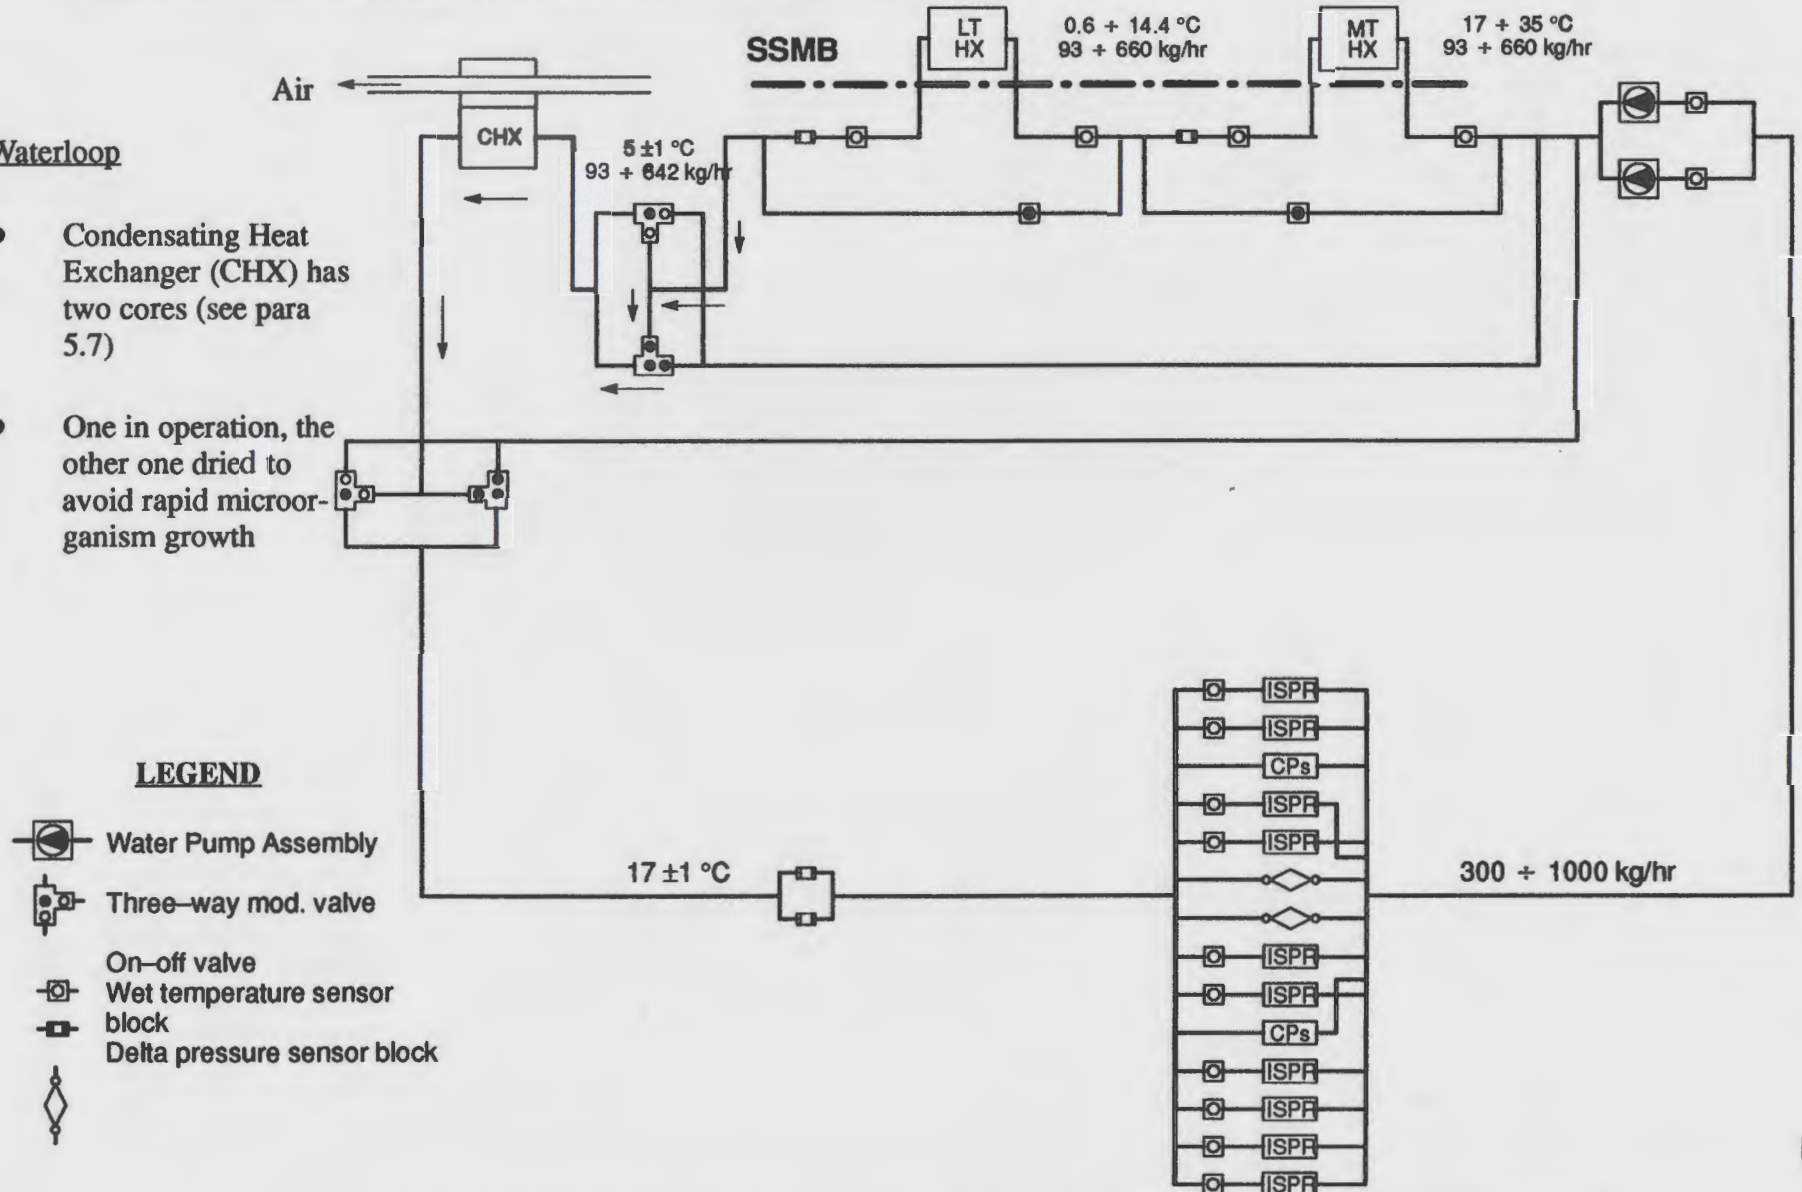 LT
HX
0.6 ÷ 14.4 °C
93 ÷ 660 kg/hr
MT
HX
17 ÷ 35 °C
93 ÷ 660 kg/hr
SSMB
Air
CHX
5 ±1 °C
93 ÷ 642 kg/hr
Waterloop
Condensating Heat
Exchanger (CHX) has
two cores (see para
5.7)
One in operation, the
other one dried to
avoid rapid microor-
ganism growth
LEGEND
Water Pump Assembly
Three–way mod. valve
On–off valve
Wet temperature sensor
block
Delta pressure sensor block
17 ±1 °C
300 ÷ 1000 kg/hr
ISPR
ISPR
CPs
ISPR
ISPR
ISPR
ISPR
CPs
ISPR
ISPR
ISPR
ISPR